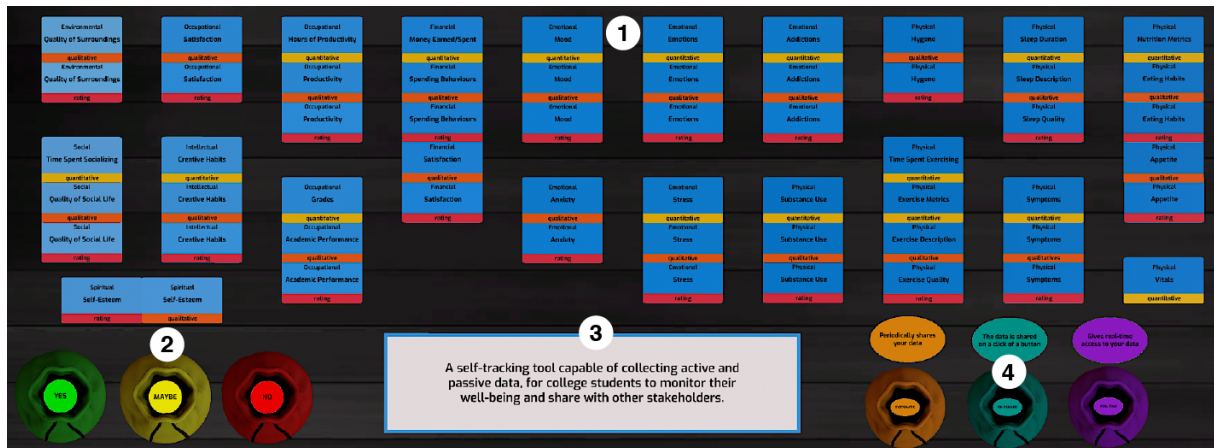 1
Environmental
Quality of Surroundings
qualitative
Environmental
Quality of Surroundings
rating
Occupational
Satisfaction
qualitative
Occupational
Satisfaction
rating
Occupational
Hours of Productivity
quantitative
Occupational
Productivity
qualitative
Occupational
Productivity
rating
Financial
Money Earned/Spent
quantitative
Financial
Spending Behaviours
qualitative
Financial
Spending Behaviours
rating
Financial
Satisfaction
qualitative
Financial
Satisfaction
rating
Emotional
Mood
quantitative
Emotional
Mood
qualitative
Emotional
Mood
rating
Emotional
Emotions
quantitative
Emotional
Emotions
qualitative
Emotional
Emotions
rating
Emotional
Addictions
quantitative
Emotional
Addictions
qualitative
Emotional
Addictions
rating
Physical
Hygene
qualitative
Physical
Hygene
rating
Physical
Sleep Duration
quantitative
Physical
Sleep Description
qualitative
Physical
Sleep Quality
rating
Physical
Nutrition Metrics
quantitative
Physical
Eating Habits
qualitative
Physical
Eating Habits
rating
Physical
Appetite
qualitative
Physical
Appetite
rating
Social
Time Spent Socializing
quantitative
Social
Quality of Social Life
qualitative
Social
Quality of Social Life
rating
Intellectual
Creative Habits
quantitative
Intellectual
Creative Habits
qualitative
Intellectual
Creative Habits
rating
Occupational
Grades
quantitative
Occupational
Academic Performance
qualitative
Occupational
Academic Performance
rating
Emotional
Anxiety
qualitative
Emotional
Anxiety
rating
Emotional
Stress
quantitative
Emotional
Stress
qualitative
Emotional
Stress
rating
Physical
Substance Use
quantitative
Physical
Substance Use
qualitative
Physical
Substance Use
rating
Physical
Time Spent Exercising
quantitative
Physical
Exercise Metrics
quantitative
Physical
Exercise Description
qualitative
Physical
Exercise Quality
rating
Physical
Symptoms
quantitative
Physical
Symptoms
qualitatives
Physical
Symptoms
rating
Physical
Vitals
quantitative
Spiritual
Self-Esteem
rating
Spiritual
Self-Esteem
qualitative
2
YES
MAYBE
NO
3
A self-tracking tool capable of collecting active and
passive data, for college students to monitor their
well-being and share with other stakeholders.
Periodically shares
your data
The data is shared
on a click of a button
Gives real-time
access to your data
4